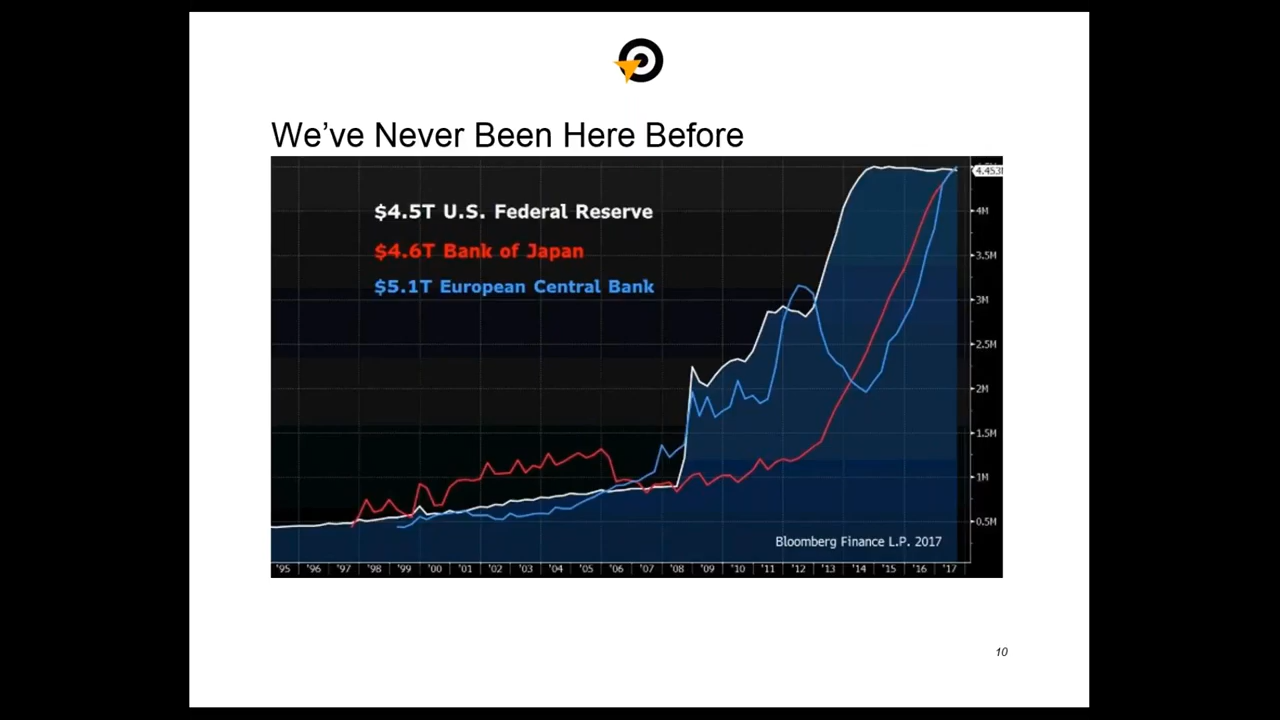 We've Never Been Here Before
$4.5T U.S. Federal Reserve
$4.6T Bank of Japan
$5.1T European Central Bank
4.453
4M
3.5M
3M
2.5M
2M
1.5M
1M
0.5M
Bloomberg Finance L.P. 2017
'95 '96 '97 '98 '99 '00 '01 '02 '03 '04 '05 '06 '07 '08 '09 '10 '11 '12 '13 '14 '15 '16 '17
10